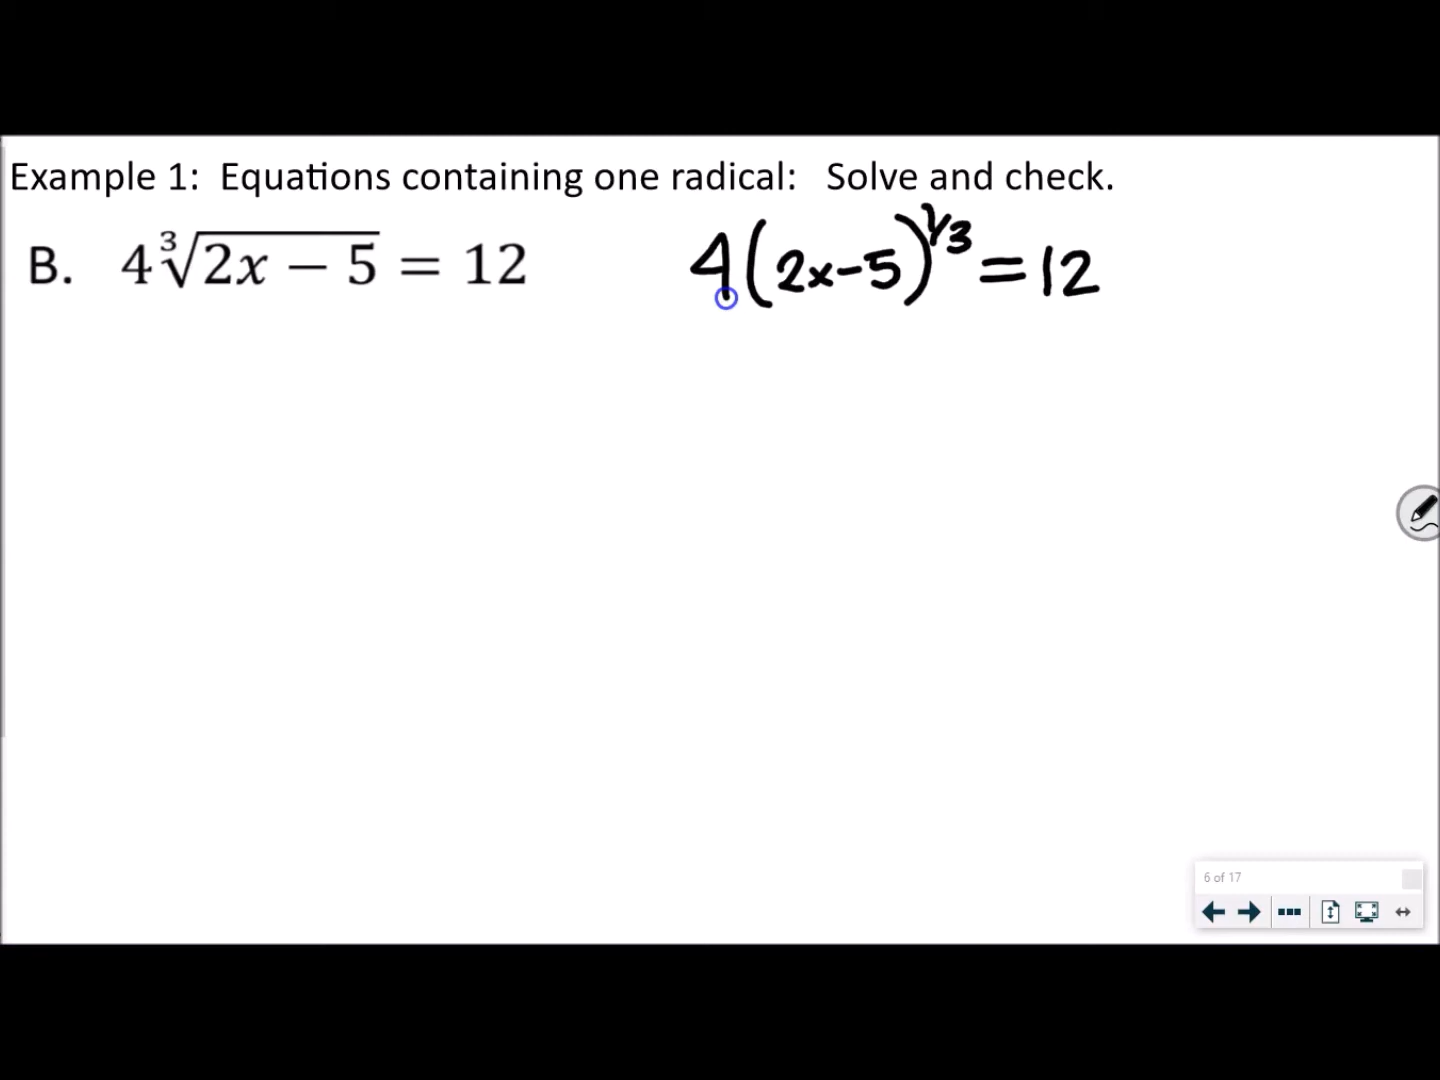 Example 1: Equations containing one radical: Solve and check.
B. 4∛(2x − 5) = 12
4(2x-5)^1/3 = 12
6 of 17